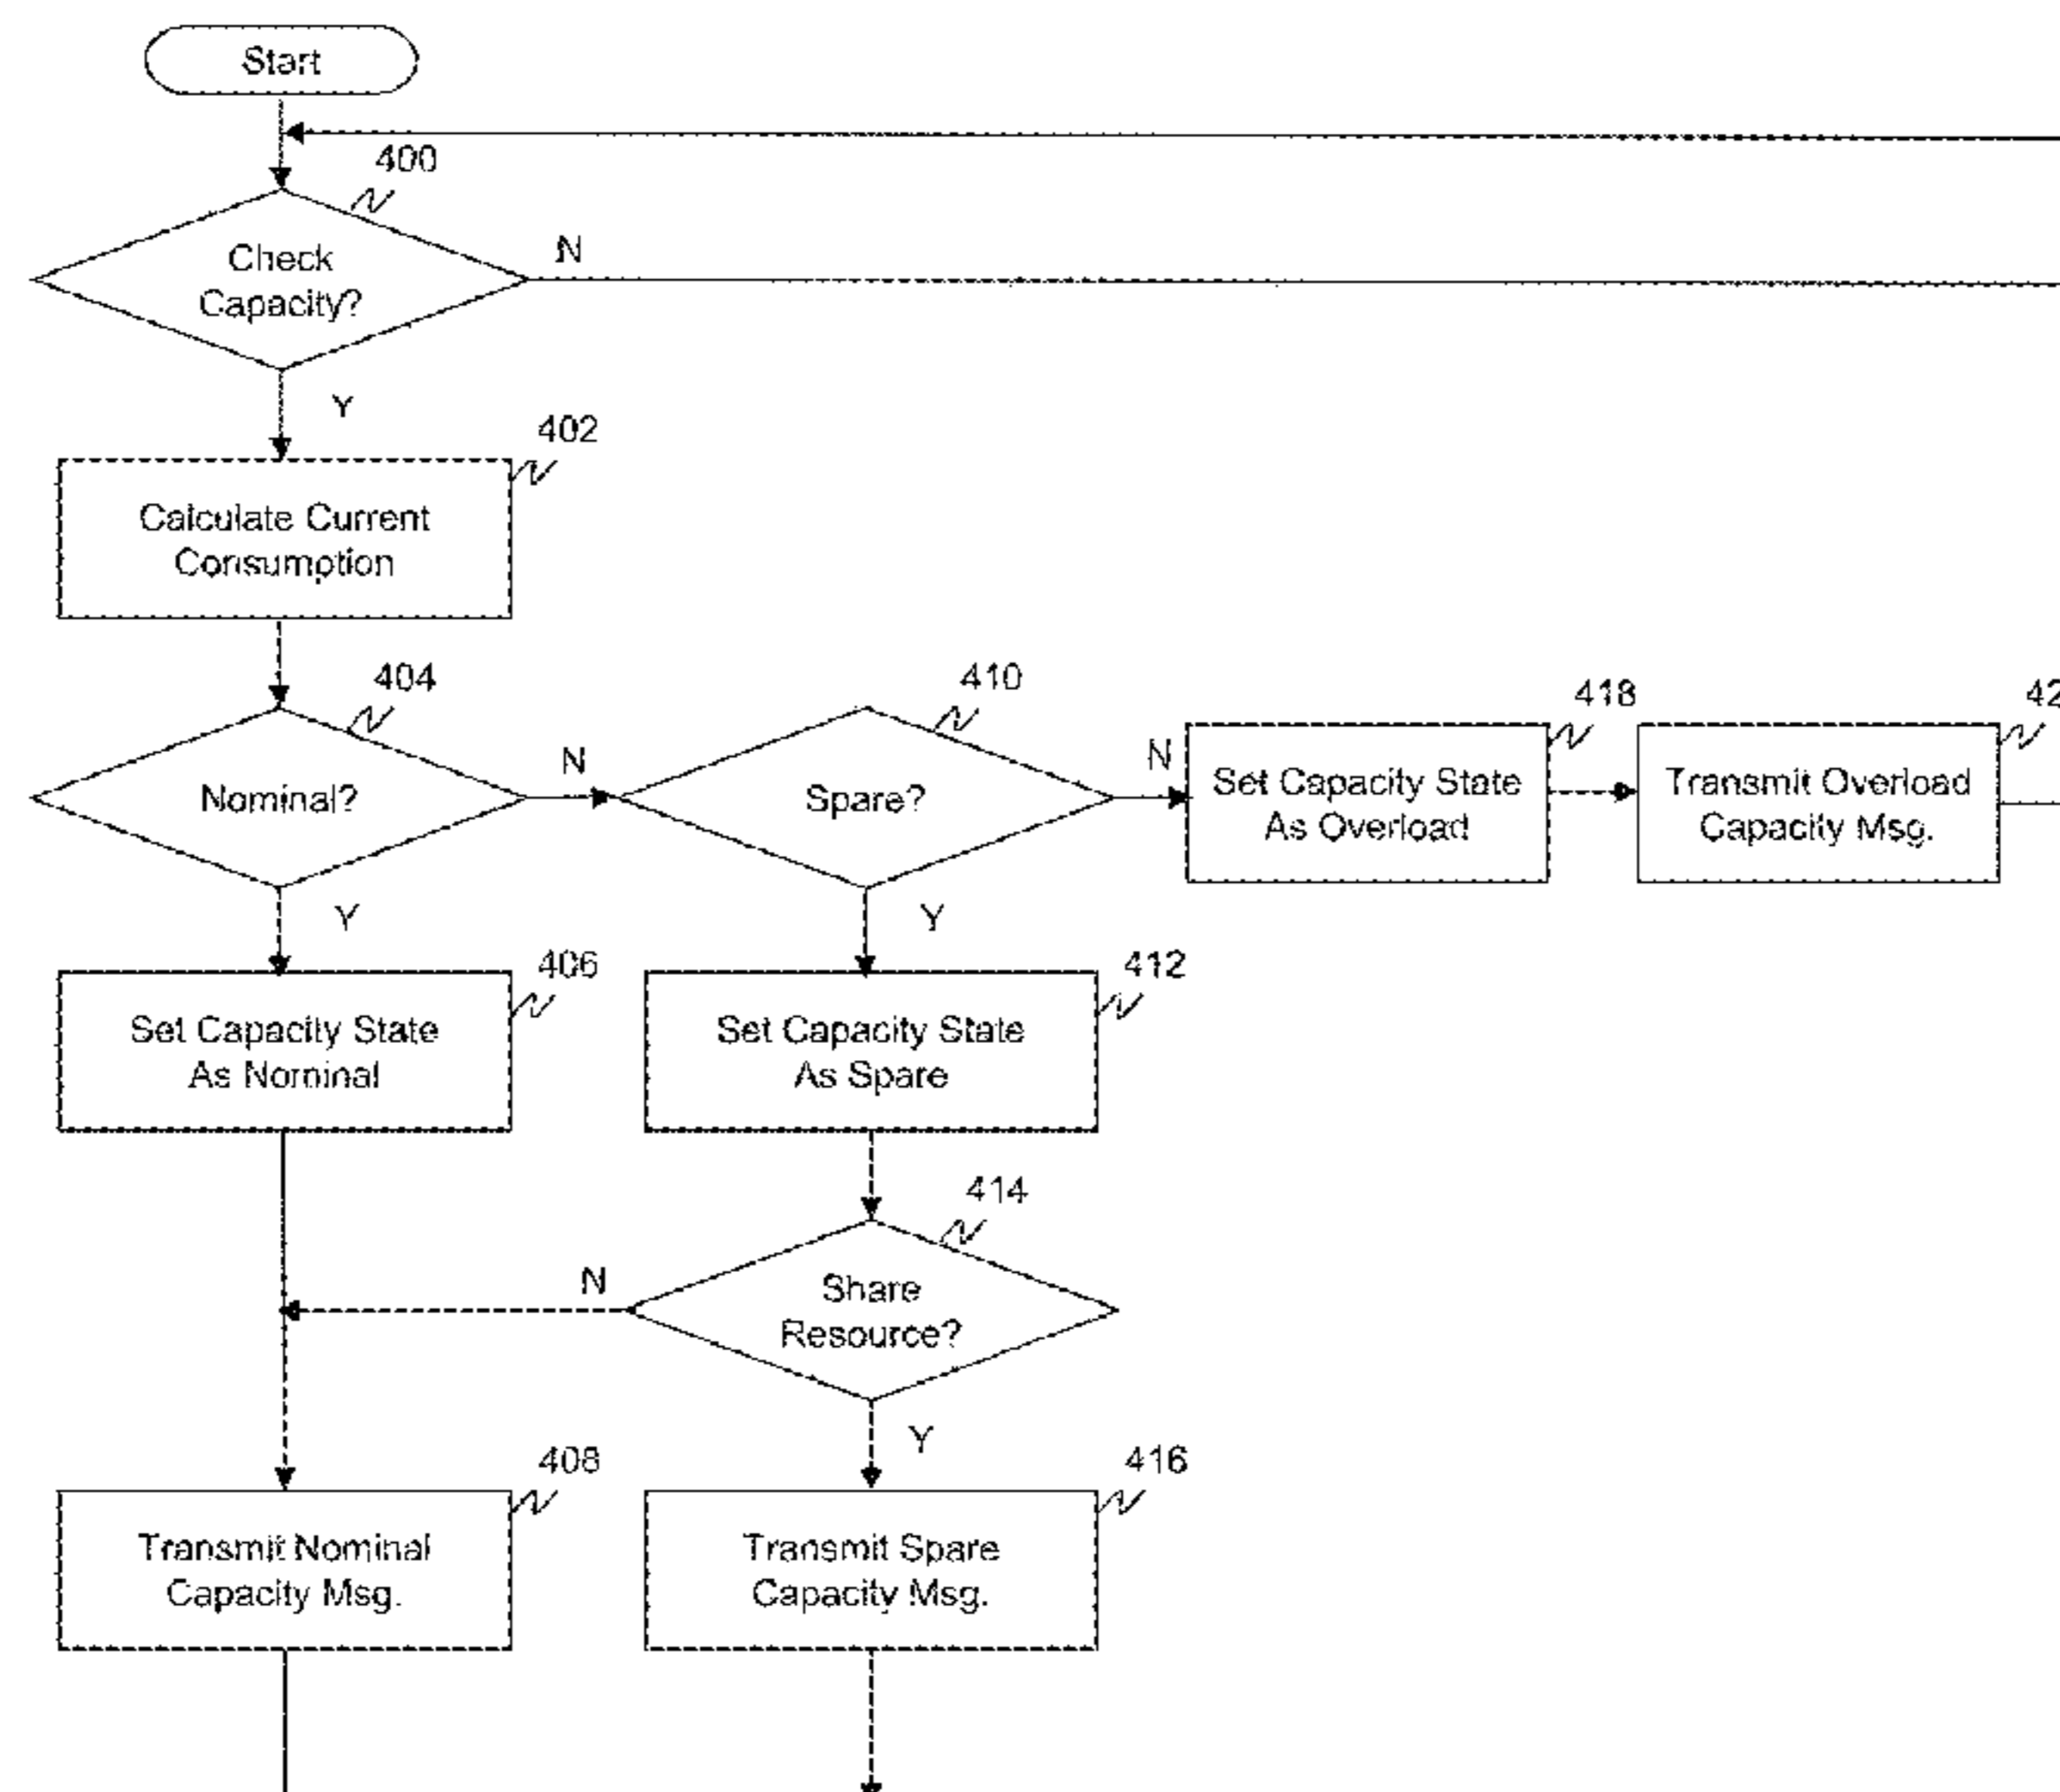 Start
400
Check
Capacity?
N
Y
402
Calculate Current
Consumption
404
Nominal?
N
410
Spare?
N
418
Set Capacity State
As Overload
42
Transmit Overload
Capacity Msg.
Y
Y
406
Set Capacity State
As Nominal
412
Set Capacity State
As Spare
414
Share
Resource?
N
Y
408
Transmit Nominal
Capacity Msg.
416
Transmit Spare
Capacity Msg.